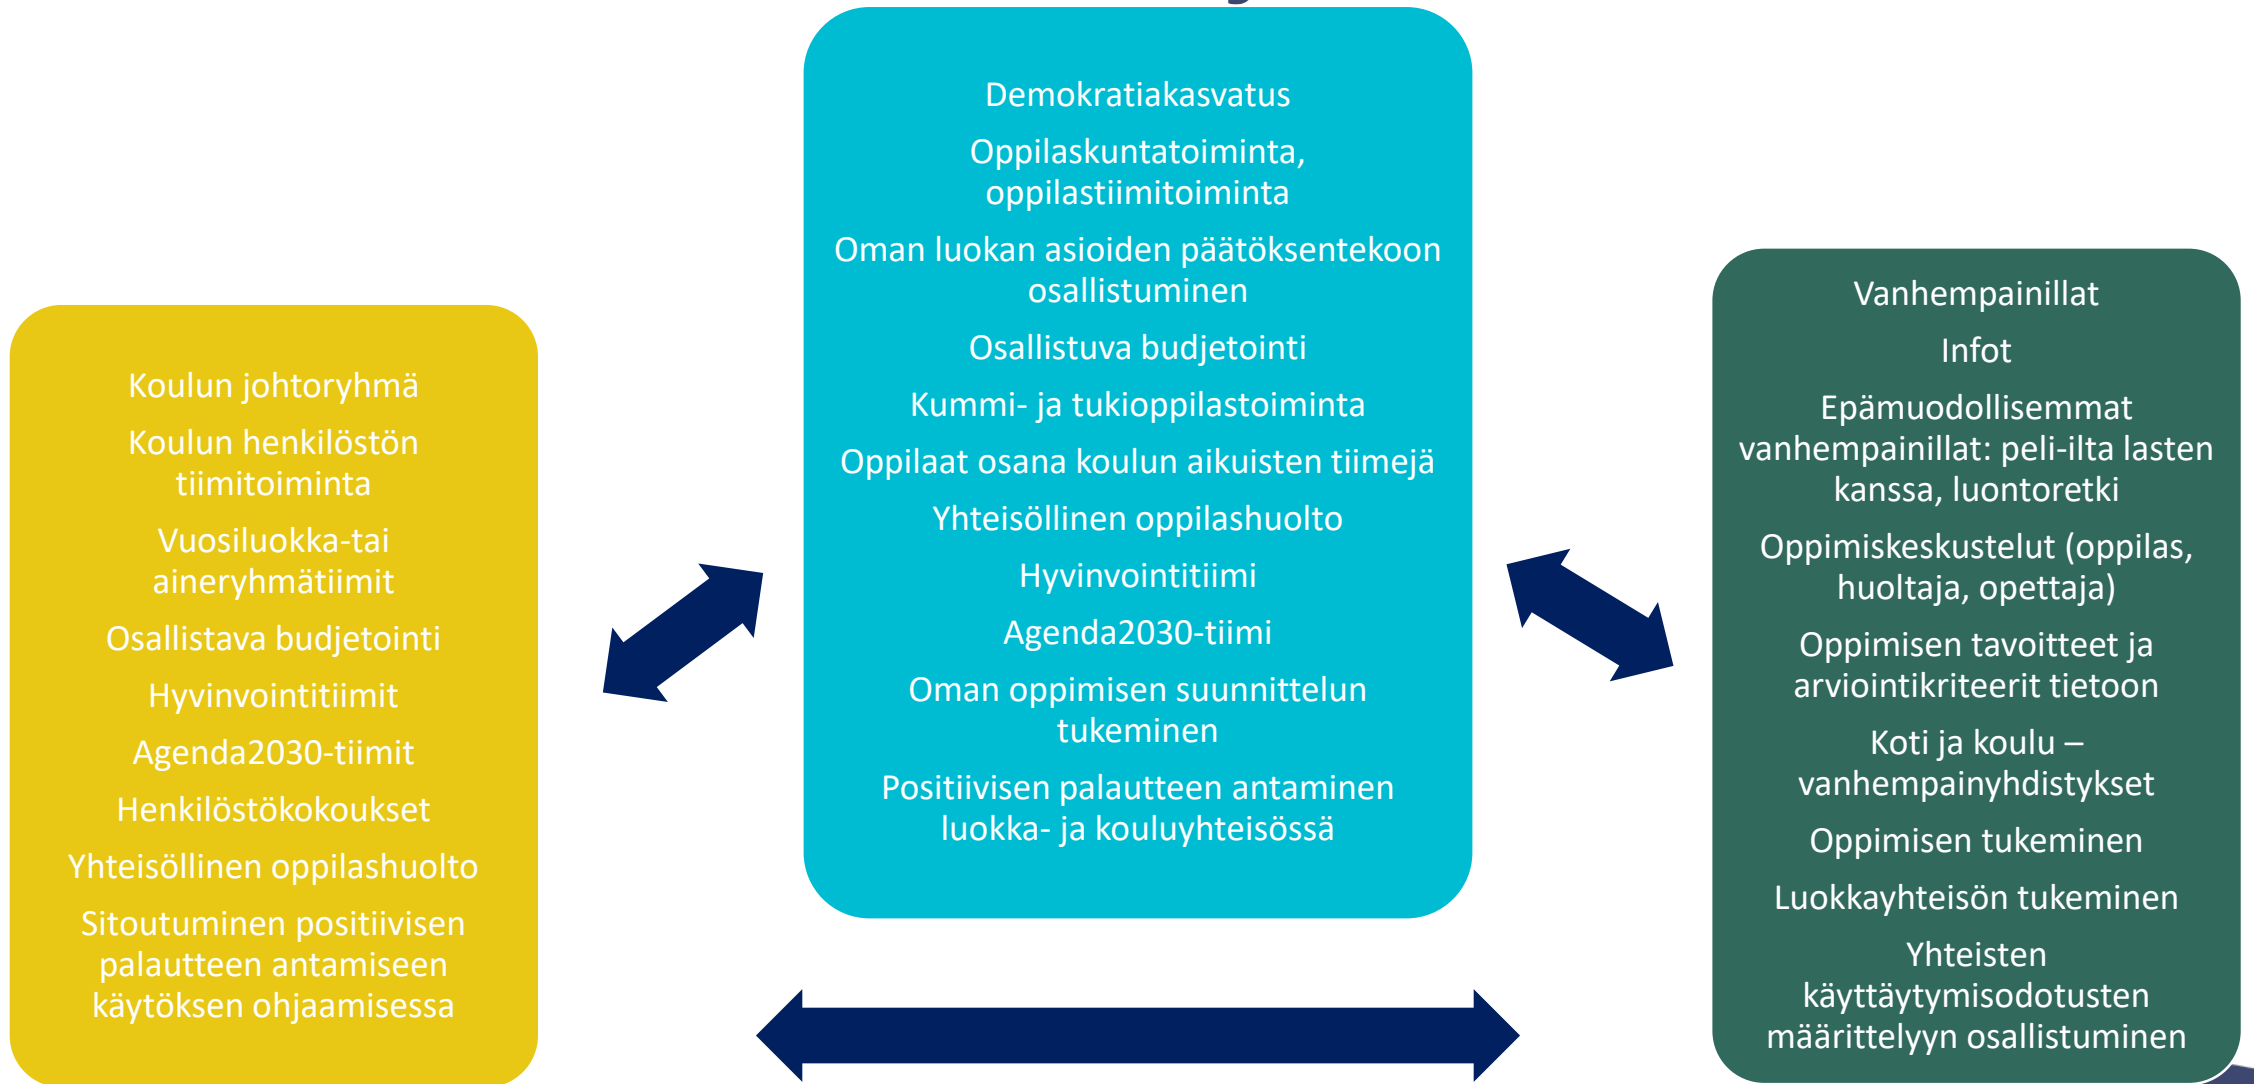 Koulun johtoryhmä
Koulun henkilöstön
tiimitoiminta
Vuosiluokka-tai
aineryhmätiimit
Osallistava budjetointi
Hyvinvointitiimit
Agenda2030-tiimit
Henkilöstökokoukset
Yhteisöllinen oppilashuolto
Sitoutuminen positiivisen
palautteen antamiseen
käytöksen ohjaamisessa
Demokratiakasvatus
Oppilaskuntatoiminta,
oppilastiimitoiminta
Oman luokan asioiden päätöksentekoon
osallistuminen
Osallistuva budjetointi
Kummi- ja tukioppilastoiminta
Oppilaat osana koulun aikuisten tiimejä
Yhteisöllinen oppilashuolto
Hyvinvointitiimi
Agenda2030-tiimi
Oman oppimisen suunnittelun
tukeminen
Positiivisen palautteen antaminen
luokka- ja kouluyhteisössä
Vanhempainillat
Infot
Epämuodollisemmat
vanhempainillat: peli-ilta lasten
kanssa, luontoretki
Oppimiskeskustelut (oppilas,
huoltaja, opettaja)
Oppimisen tavoitteet ja
arviointikriteerit tietoon
Koti ja koulu –
vanhempainyhdistykset
Oppimisen tukeminen
Luokkayhteisön tukeminen
Yhteisten
käyttäytymisodotusten
määrittelyyn osallistuminen